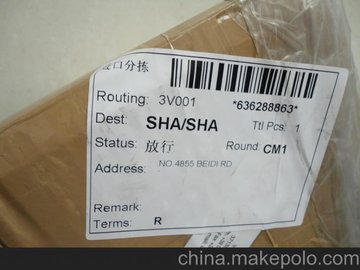 口分拣
Routing: 3V001 *636288863*
Dest: SHA/SHA Ttl Pcs: 1
Status: 放行 Round: CM1
Address: NO.4855 BEIDI RD
Remark:
Terms: R
china.makepolo.com